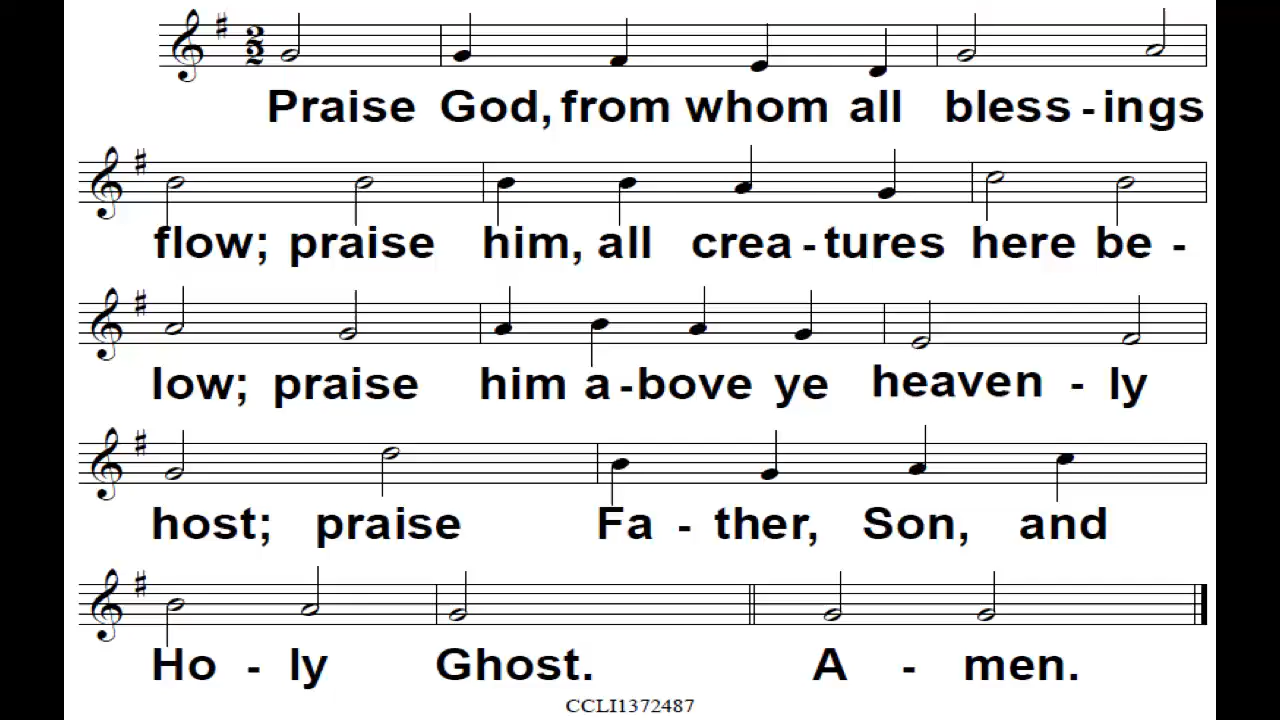 Praise God, from whom all bless - ings
flow; praise him, all crea - tures here be -
low; praise him a - bove ye heaven - ly
host; praise Fa - ther, Son, and
Ho - ly Ghost. A - men.
CCLI1372487